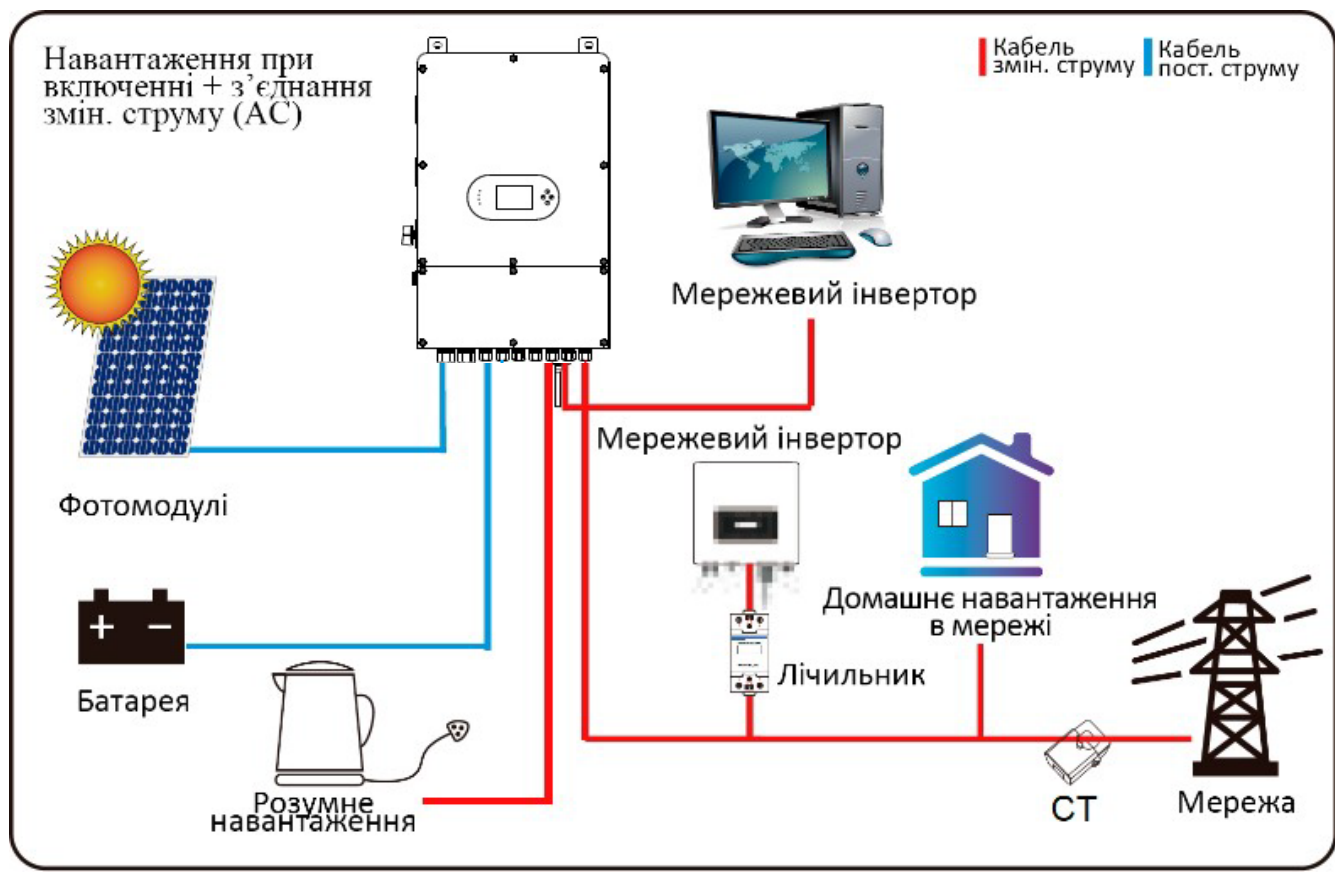 Навантаження при
включенні + з’єднання
змін. струму (АС)
Кабель
змін. струму
Кабель
пост. струму
Мережевий інвертор
Мережевий інвертор
Фотомодулі
Домашнє навантаження
в мережі
Лічильник
+ −
Батарея
Розумне
навантаження
СТ
Мережа